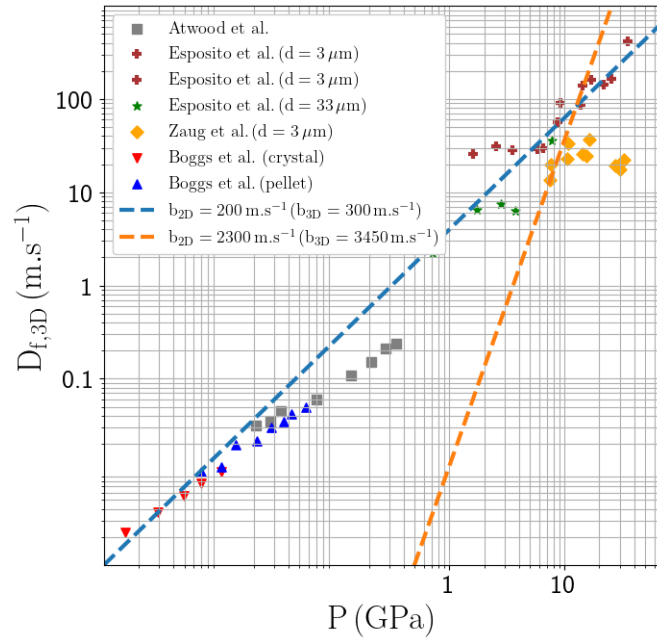 Atwood et al.
Esposito et al. (d = 3 μm)
Esposito et al. (d = 3 μm)
Esposito et al. (d = 33 μm)
Zaug et al. (d = 3 μm)
Boggs et al. (crystal)
Boggs et al. (pellet)
b2D = 200 m.s−1 (b3D = 300 m.s−1)
b2D = 2300 m.s−1 (b3D = 3450 m.s−1)
100
10
1
0.1
Df,3D (m.s−1)
1
10
P (GPa)